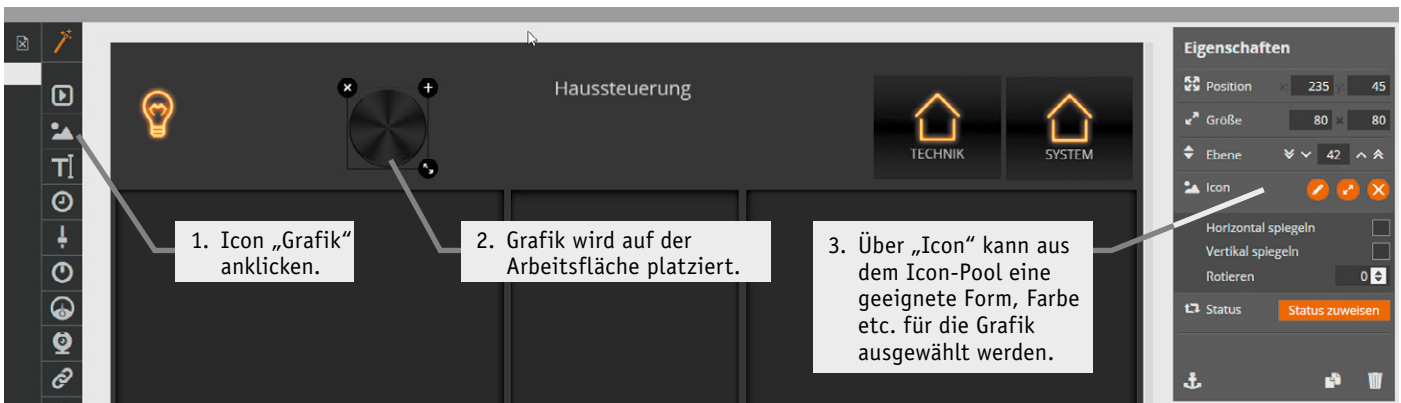 Haussteuerung
TECHNIK
SYSTEM
1. Icon „Grafik“
anklicken.
2. Grafik wird auf der
Arbeitsfläche platziert.
3. Über „Icon“ kann aus
dem Icon-Pool eine
geeignete Form, Farbe
etc. für die Grafik
ausgewählt werden.
Eigenschaften
Position x: 235 y: 45
Größe 80 × 80
Ebene 42
Icon
Horizontal spiegeln
Vertikal spiegeln
Rotieren 0
Status Status zuweisen